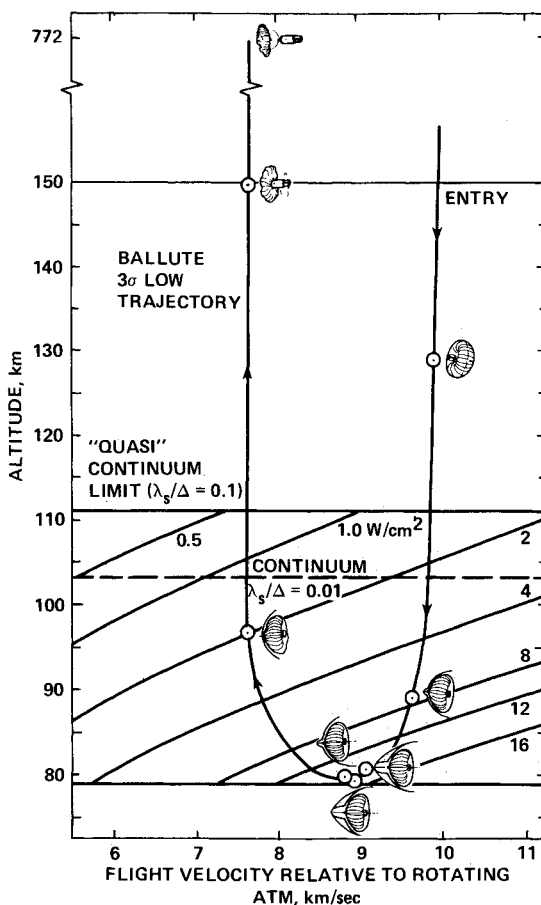 772
150
ENTRY
BALLUTE
3σ LOW
TRAJECTORY
140
130
ALTITUDE, km
120
"QUASI"
CONTINUUM
LIMIT (λs/Δ = 0.1)
110
0.5
1.0 W/cm²
2
CONTINUUM
λs/Δ = 0.01
100
4
90
8
12
16
80
6 7 8 9 10 11
FLIGHT VELOCITY RELATIVE TO ROTATING
ATM, km/sec